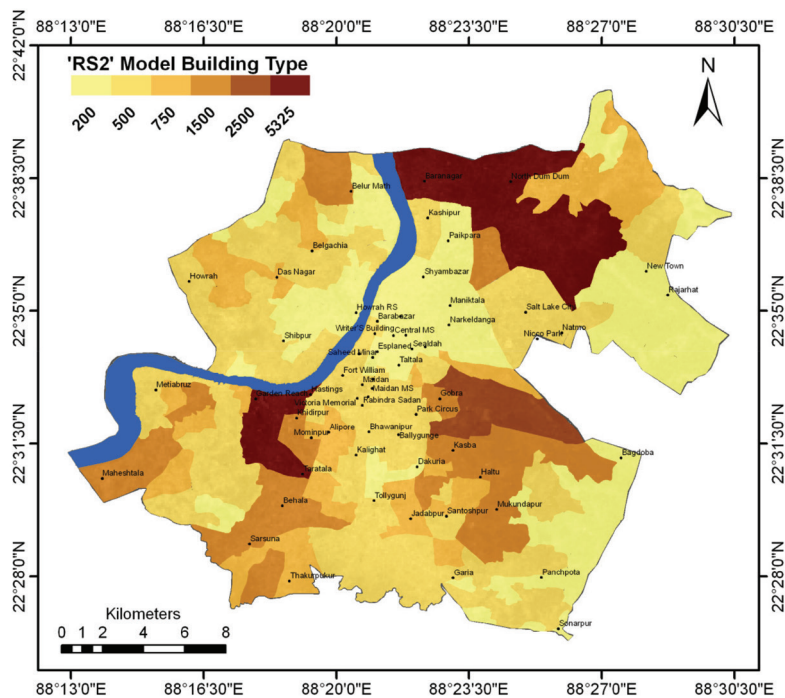 88°13'0"E 88°16'30"E 88°20'0"E 88°23'30"E 88°27'0"E 88°30'30"E
22°42'0"N
22°42'0"N
'RS2' Model Building Type
200 500 750 1500 2500 5325
N
22°38'30"N
22°38'30"N
Baranagar
North Dum Dum
Belur Math
Kashipur
Paikpara
Belgachia
New Town
Howrah
Das Nagar
Shyambazar
Rajarhat
22°35'0"N
22°35'0"N
Howrah RS
Maniktala
Salt Lake City
Barabazar
Narkeldanga
Writer'S Building
Central MS
Nicco Park
Natmo
Shibpur
Saheed Minar
Esplaned
Sealdah
Taltala
Fort William
Maidan
Metiabruz
Hastings
Maidan MS
Garden Reach
Victoria Memorial
Rabindra Sadan
Gobra
Khidirpur
Park Circus
22°31'30"N
22°31'30"N
Mominpur
Alipore
Bhawanipur
Ballygunge
Kasba
Kalighat
Bagdoba
Dakuria
Maheshtala
Taratala
Haltu
Behala
Tollygunj
Mukundapur
Jadabpur
Santoshpur
Sarsuna
22°28'0"N
22°28'0"N
Thakurpukur
Garia
Panchpota
Kilometers
0 1 2 4 6 8
Sonarpur
88°13'0"E 88°16'30"E 88°20'0"E 88°23'30"E 88°27'0"E 88°30'30"E